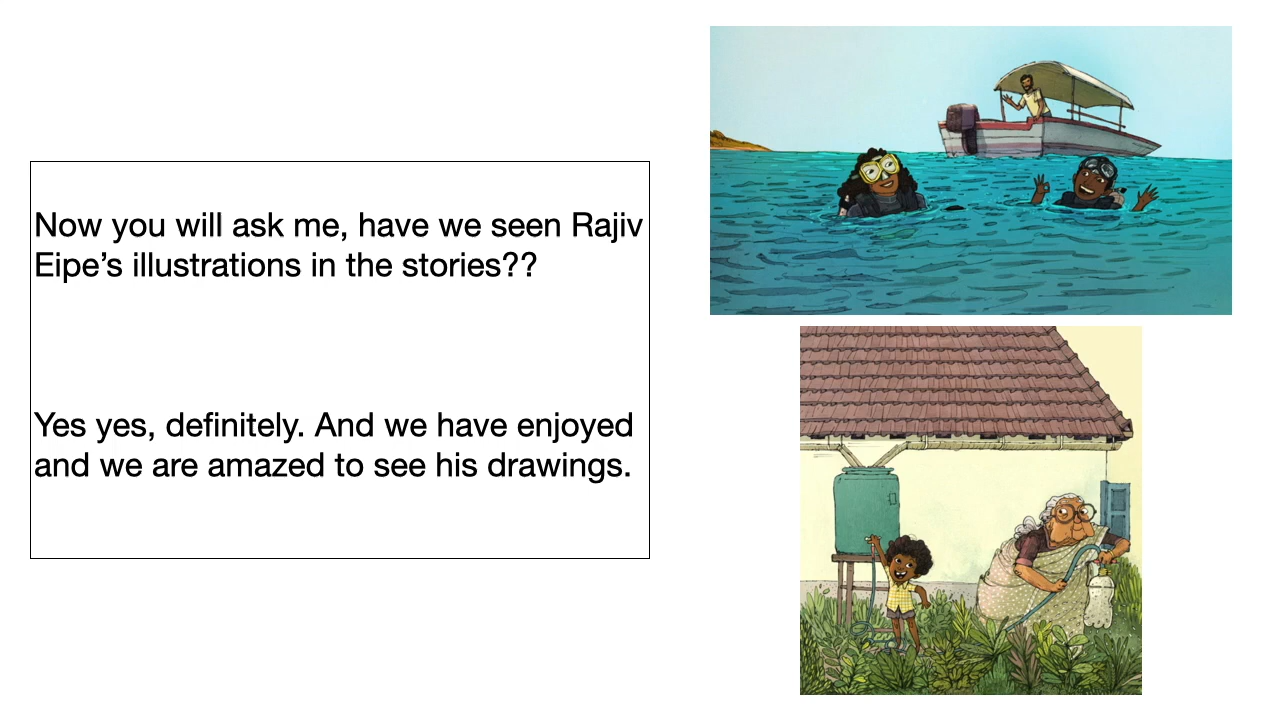 Now you will ask me, have we seen Rajiv
Eipe’s illustrations in the stories??
Yes yes, definitely. And we have enjoyed
and we are amazed to see his drawings.